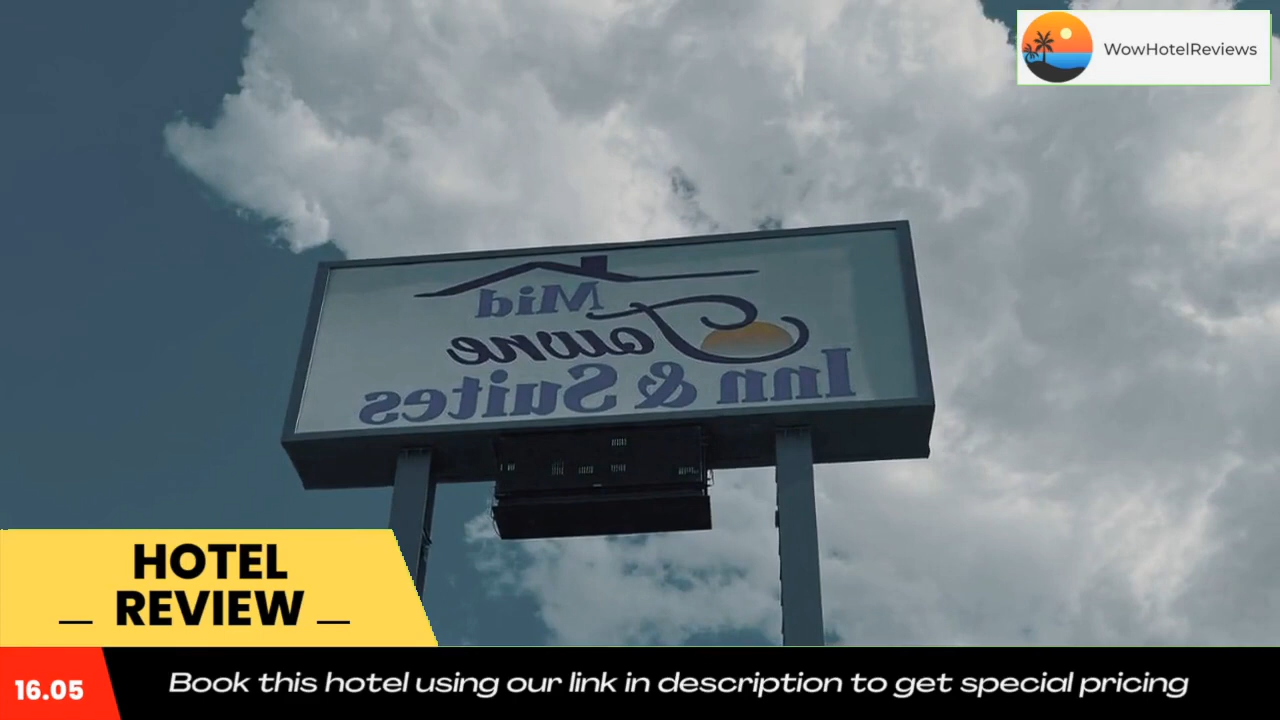 WowHotelReviews
Mid
Towne
Inn & Suites
HOTEL
REVIEW
16.05
Book this hotel using our link in description to get special pricing